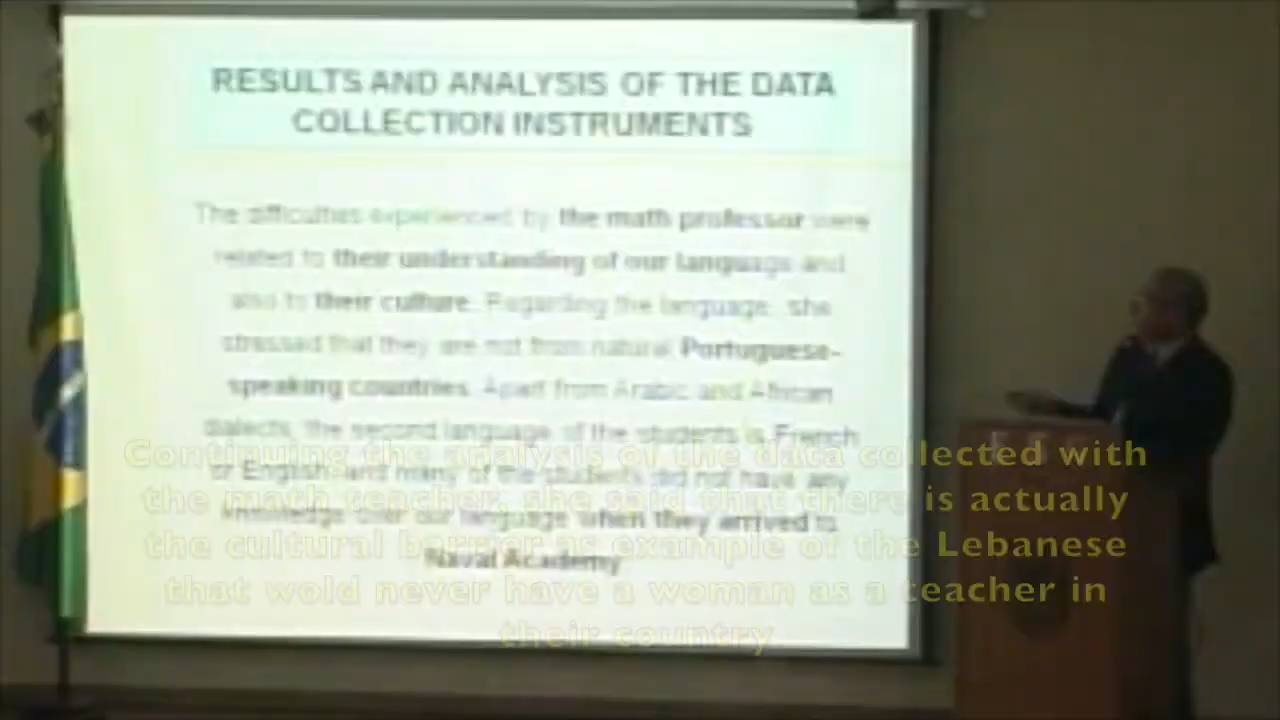 RESULTS AND ANALYSIS OF THE DATA
COLLECTION INSTRUMENTS
The difficulties experienced by the math professor were
related to their understanding of our language and
also to their culture. Regarding the language, she
stressed that they are not from natural Portuguese-
speaking countries. Apart from Arabic and African
dialects, the second language of the students is French
or English and many of the students did not have any
knowledge over our language when they arrived to
Naval Academy
Continuing the analysis of the data collected with
the math teacher, she said that there is actually
the cultural barrier as example of the Lebanese
that wold never have a woman as a teacher in
their country